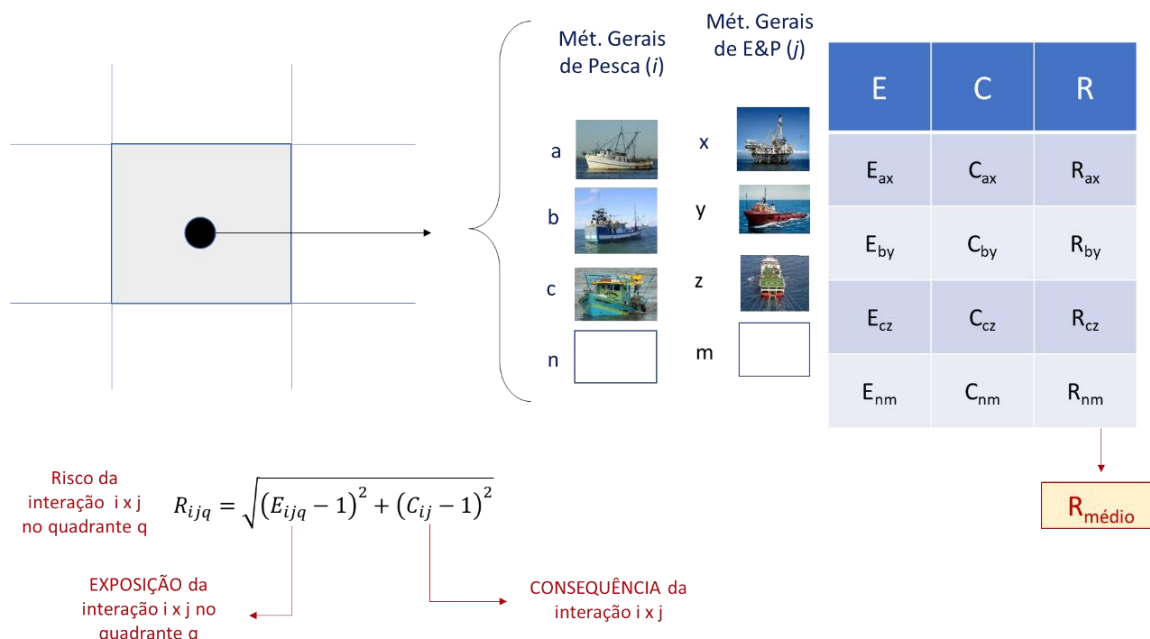 Mét. Gerais
de Pesca (i)
Mét. Gerais
de E&P (j)
E C R
a x
E_ax C_ax R_ax
b y
E_by C_by R_by
c z
E_cz C_cz R_cz
n m
E_nm C_nm R_nm
Risco da
interação i x j
no quadrante q
R_ijq = √((E_ijq − 1)² + (C_ij − 1)²)
R_médio
EXPOSIÇÃO da
interação i x j no
quadrante q
CONSEQUÊNCIA da
interação i x j